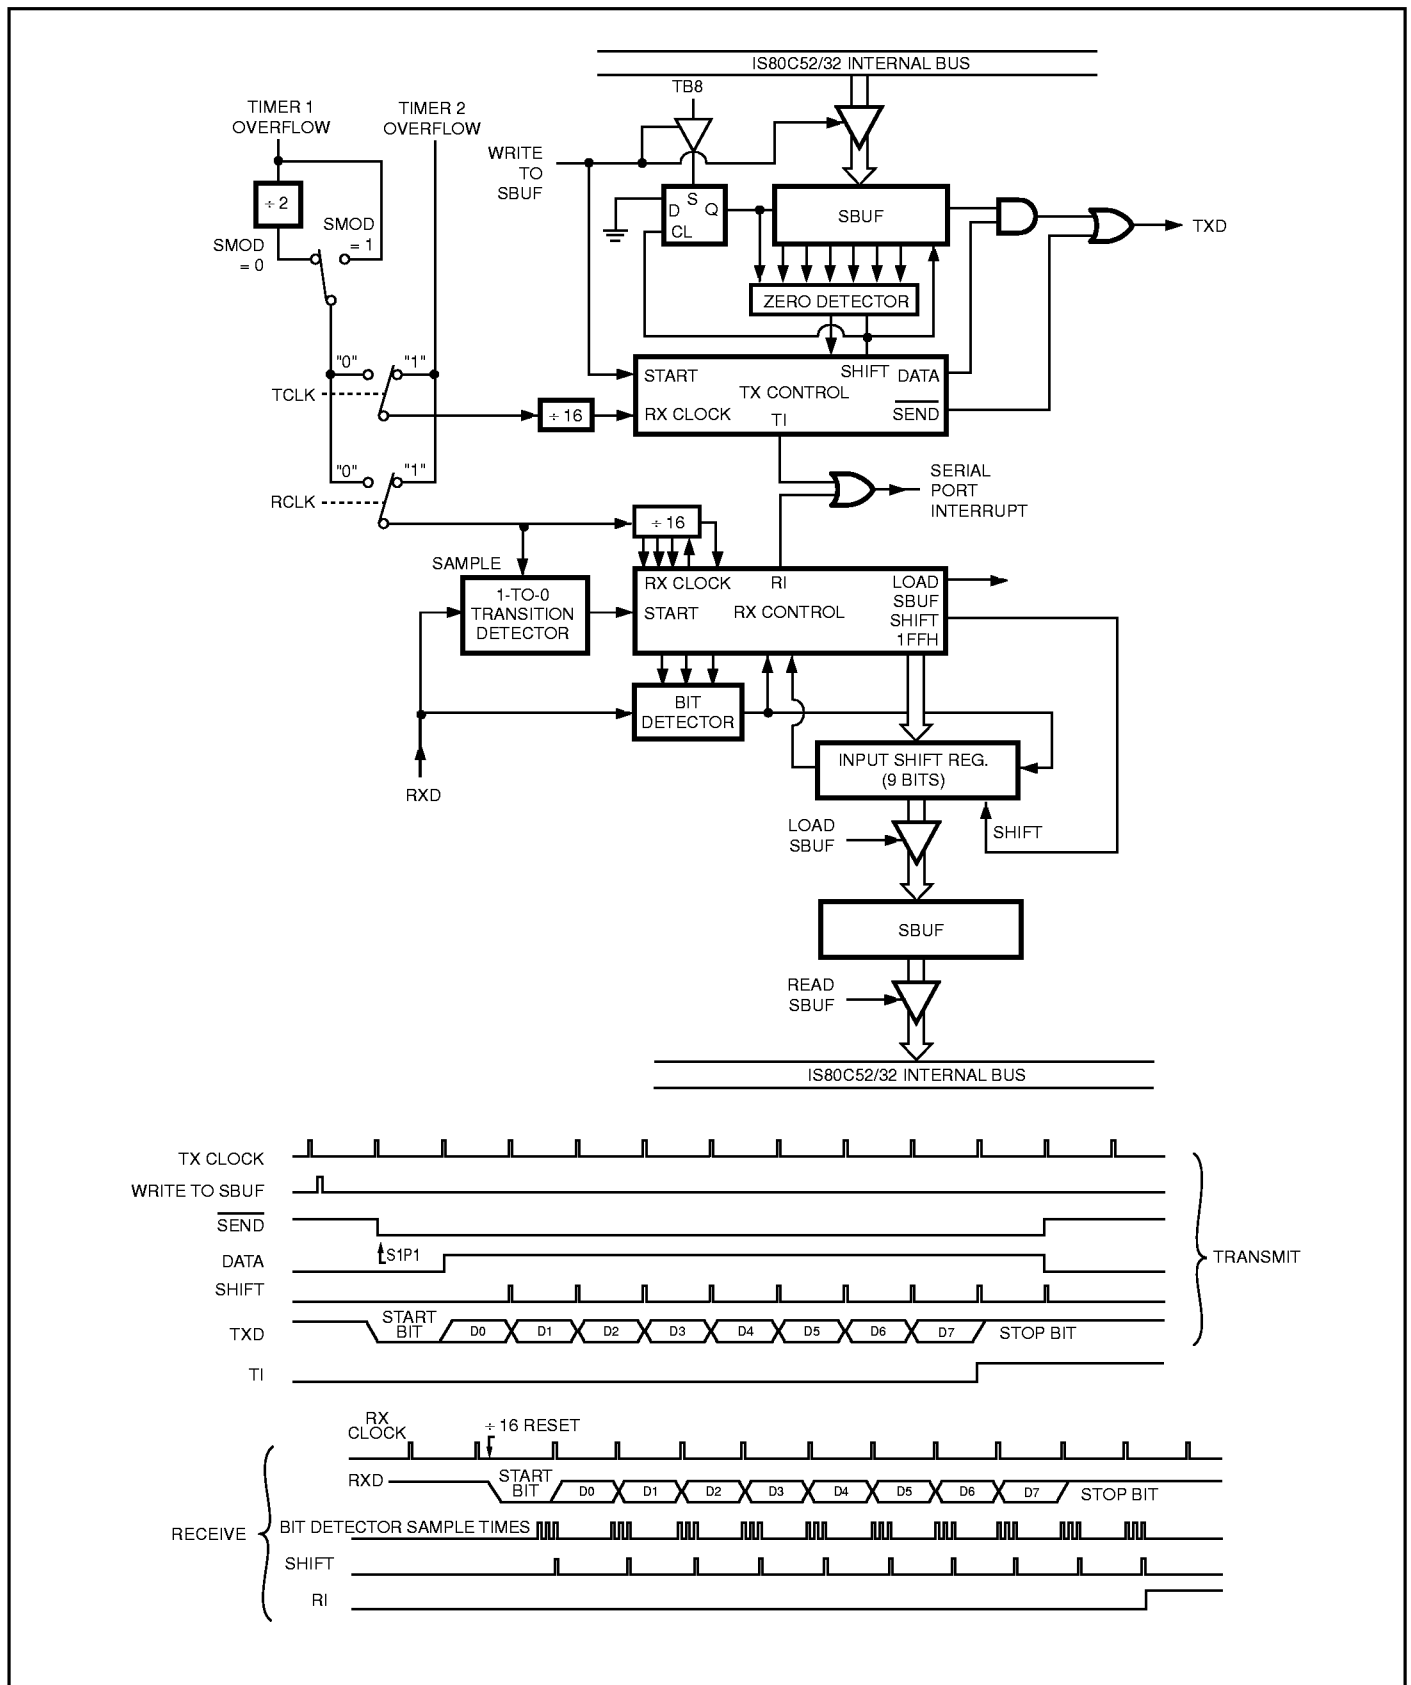 IS80C52/32 INTERNAL BUS
TB8
TIMER 1
OVERFLOW
TIMER 2
OVERFLOW
WRITE
TO
SBUF
÷ 2
SMOD
= 1
SMOD
= 0
S
D
Q
CL
SBUF
TXD
ZERO DETECTOR
"0"
"1"
TCLK
÷ 16
START
SHIFT
DATA
TX CONTROL
RX CLOCK
TI
SEND
"0"
"1"
RCLK
SERIAL
PORT
INTERRUPT
÷ 16
SAMPLE
1-TO-0
TRANSITION
DETECTOR
RX CLOCK
RI
LOAD
SBUF
START
RX CONTROL
SHIFT
1FFH
BIT
DETECTOR
RXD
INPUT SHIFT REG.
(9 BITS)
LOAD
SBUF
SHIFT
SBUF
READ
SBUF
IS80C52/32 INTERNAL BUS
TX CLOCK
WRITE TO SBUF
SEND
S1P1
DATA
TRANSMIT
SHIFT
TXD
START
BIT
D0
D1
D2
D3
D4
D5
D6
D7
STOP BIT
TI
RX
CLOCK
÷ 16 RESET
RXD
START
BIT
D0
D1
D2
D3
D4
D5
D6
D7
STOP BIT
RECEIVE
BIT DETECTOR SAMPLE TIMES
SHIFT
RI